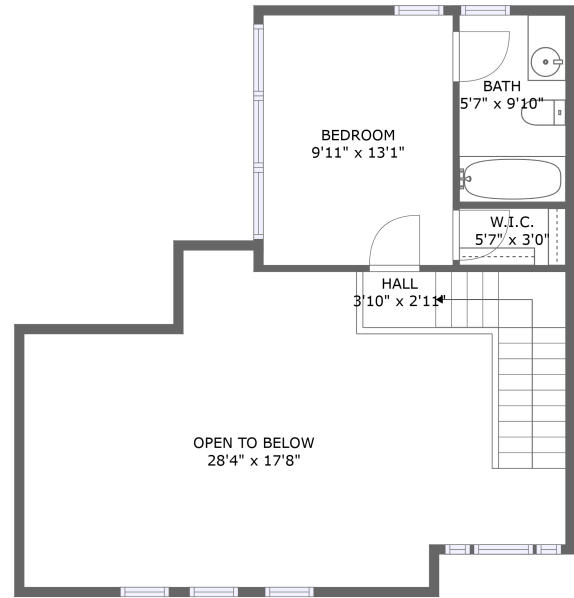 BATH
5'7" x 9'10"
BEDROOM
9'11" x 13'1"
W.I.C.
5'7" x 3'0"
HALL
3'10" x 2'11"
OPEN TO BELOW
28'4" x 17'8"